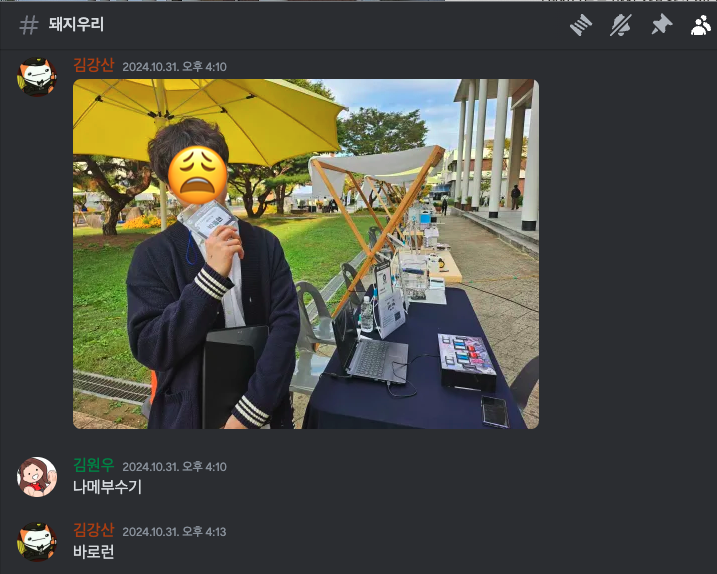 돼지우리
김강산 2024.10.31. 오후 4:10
김원우 2024.10.31. 오후 4:10
나메부수기
김강산 2024.10.31. 오후 4:13
바로런